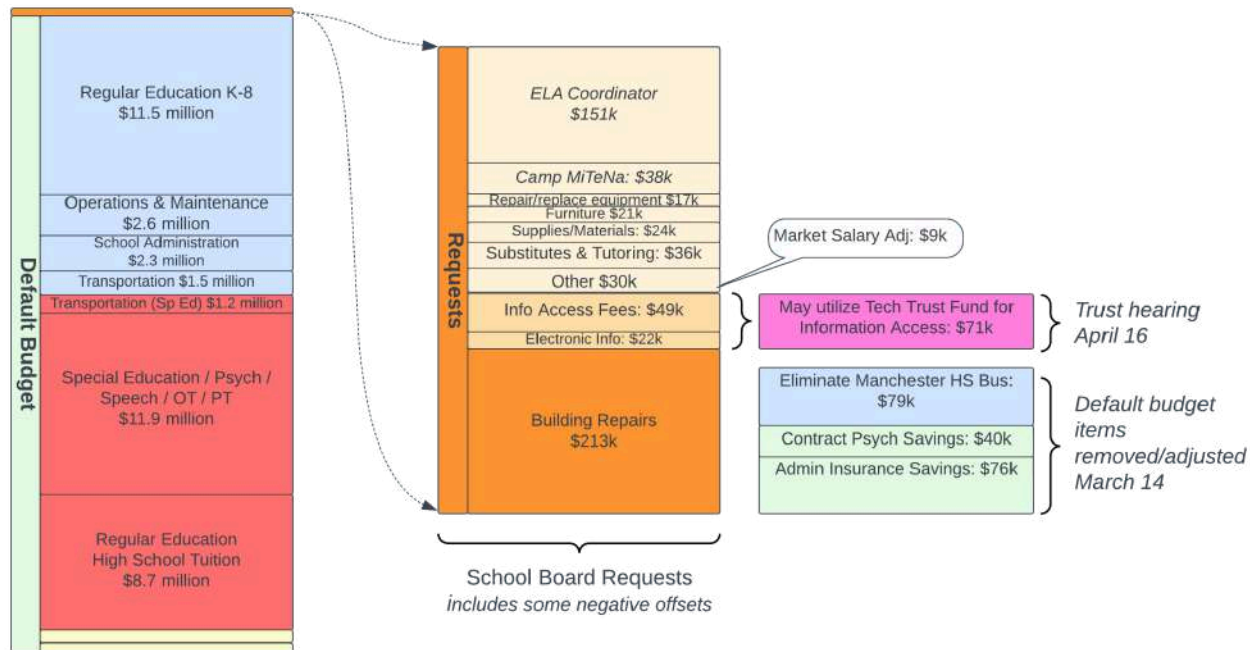 Default Budget
Regular Education K-8
$11.5 million
Operations & Maintenance
$2.6 million
School Administration
$2.3 million
Transportation $1.5 million
Transportation (Sp Ed) $1.2 million
Special Education / Psych /
Speech / OT / PT
$11.9 million
Regular Education
High School Tuition
$8.7 million
Requests
ELA Coordinator
$151k
Camp MiTeNa: $38k
Repair/replace equipment $17k
Furniture $21k
Supplies/Materials: $24k
Substitutes & Tutoring: $36k
Other $30k
Market Salary Adj: $9k
Info Access Fees: $49k
Electronic Info: $22k
Building Repairs
$213k
School Board Requests
includes some negative offsets
May utilize Tech Trust Fund for
Information Access: $71k
Trust hearing
April 16
Eliminate Manchester HS Bus:
$79k
Contract Psych Savings: $40k
Admin Insurance Savings: $76k
Default budget
items
removed/adjusted
March 14